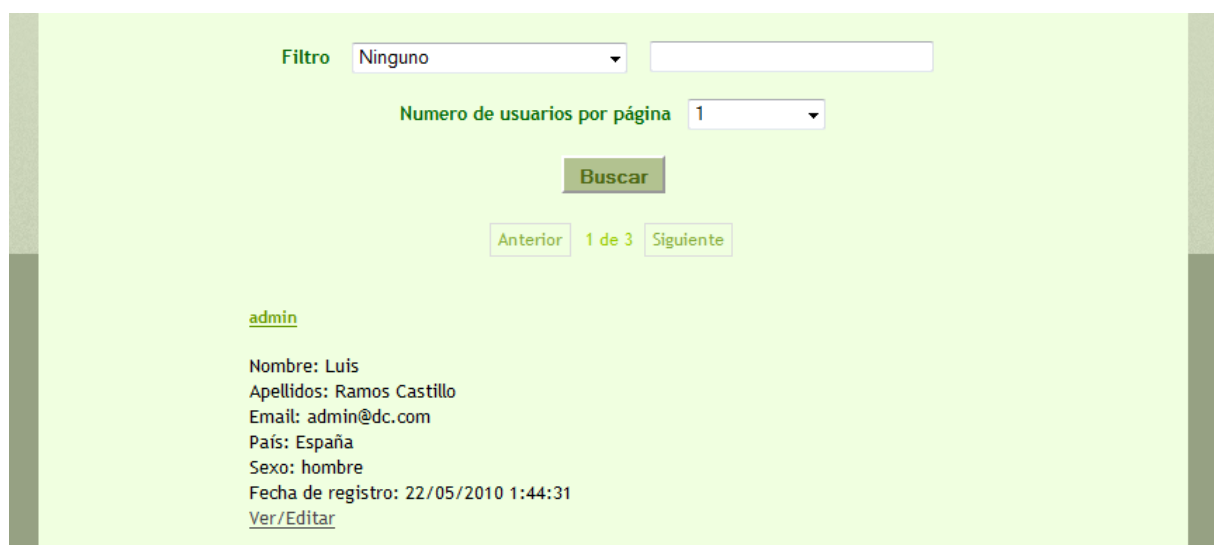 Filtro Ninguno
Numero de usuarios por página 1
Buscar
Anterior 1 de 3 Siguiente
admin
Nombre: Luis
Apellidos: Ramos Castillo
Email: admin@dc.com
País: España
Sexo: hombre
Fecha de registro: 22/05/2010 1:44:31
Ver/Editar